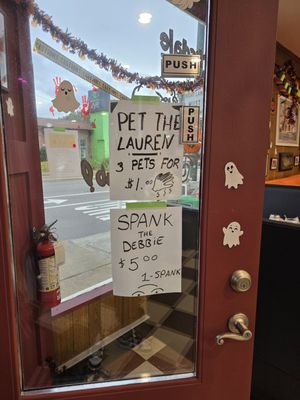 PUSH
PUSH
PET THE
LAUREN
3 PETS FOR
$1.00
SPANK
THE
DEBBIE
$5.00
1-SPANK